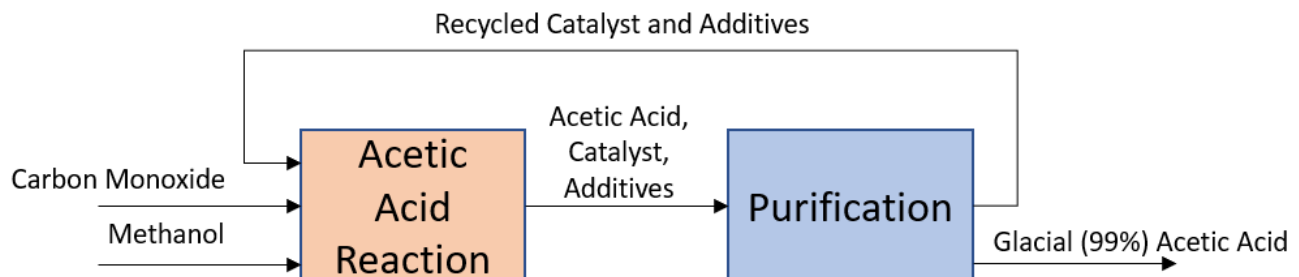 Recycled Catalyst and Additives
Acetic Acid,
Catalyst,
Additives
Acetic
Acid
Reaction
Carbon Monoxide
Methanol
Purification
Glacial (99%) Acetic Acid